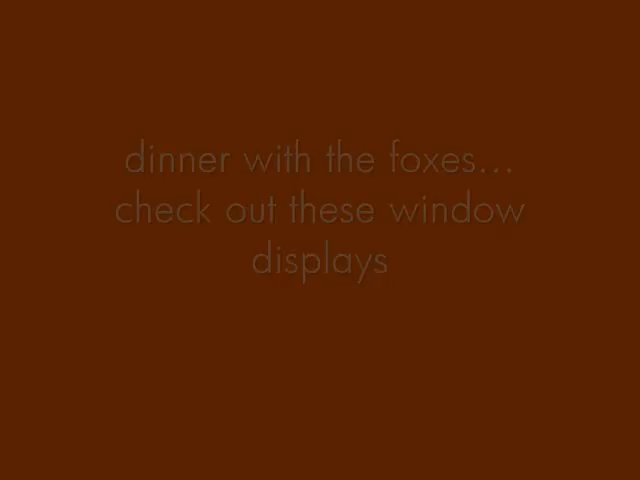 dinner with the foxes...
check out these window
displays